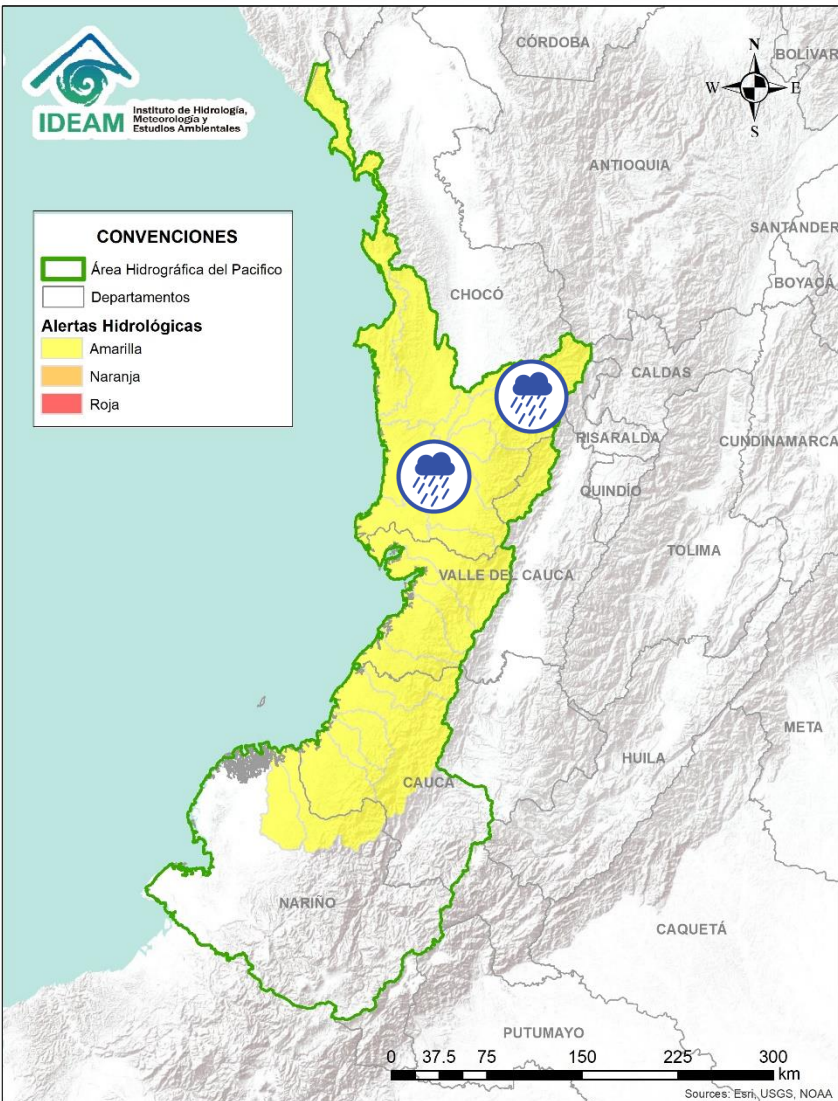 IDEAM
Instituto de Hidrología,
Meteorología y
Estudios Ambientales
CÓRDOBA
BOLÍVAR
N
W
E
S
ANTIOQUIA
SANTANDER
BOYACÁ
CONVENCIONES
Área Hidrográfica del Pacifico
Departamentos
Alertas Hidrológicas
Amarilla
Naranja
Roja
CHOCÓ
CALDAS
RISARALDA
CUNDINAMARCA
QUINDÍO
TOLIMA
VALLE DEL CAUCA
META
HUILA
CAUCA
NARIÑO
CAQUETÁ
PUTUMAYO
0 37.5 75 150 225 300
km
Sources: Esri, USGS, NOAA